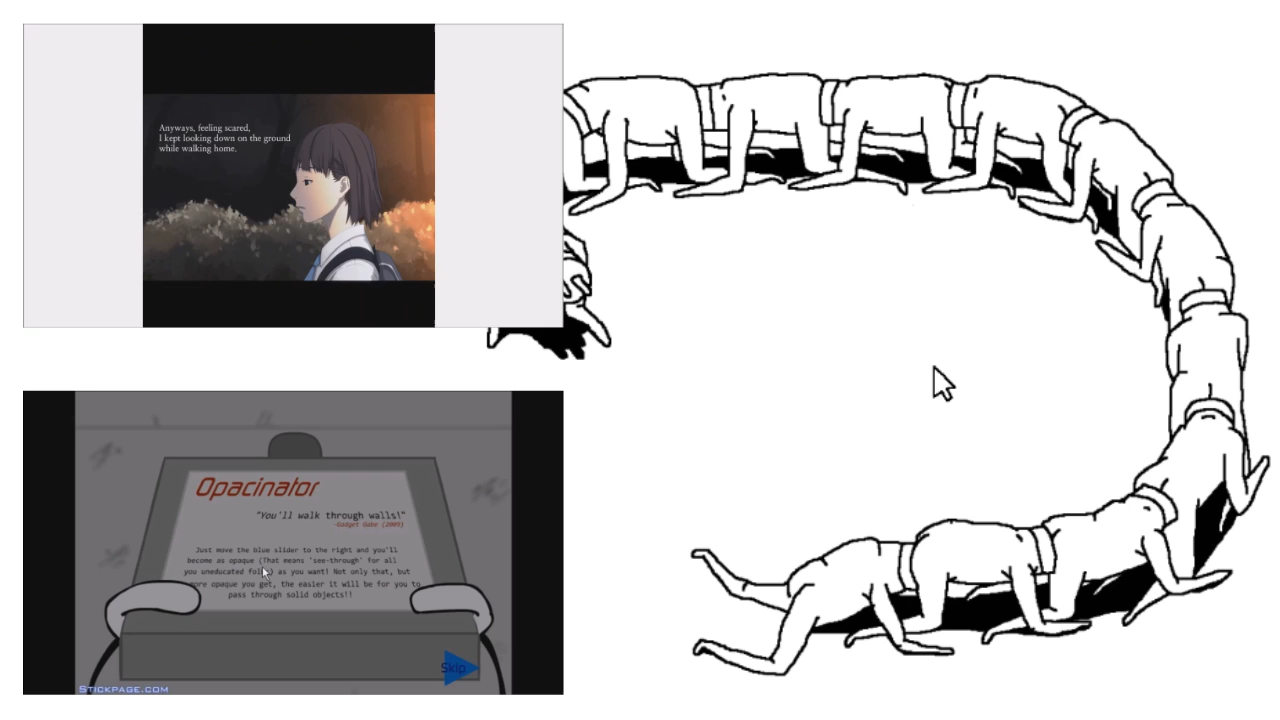 Anyways, feeling scared,
I kept looking down on the ground
while walking home.
Opacinator
"You'll walk through walls!"
-Gadget Gabe (2009)
Just move the blue slider to the right and you'll
become as opaque (That means 'see-through' for all
you uneducated folks) as you want! Not only that, but
more opaque you get, the easier it will be for you to
pass through solid objects!!
Skip
STICKPAGE.COM